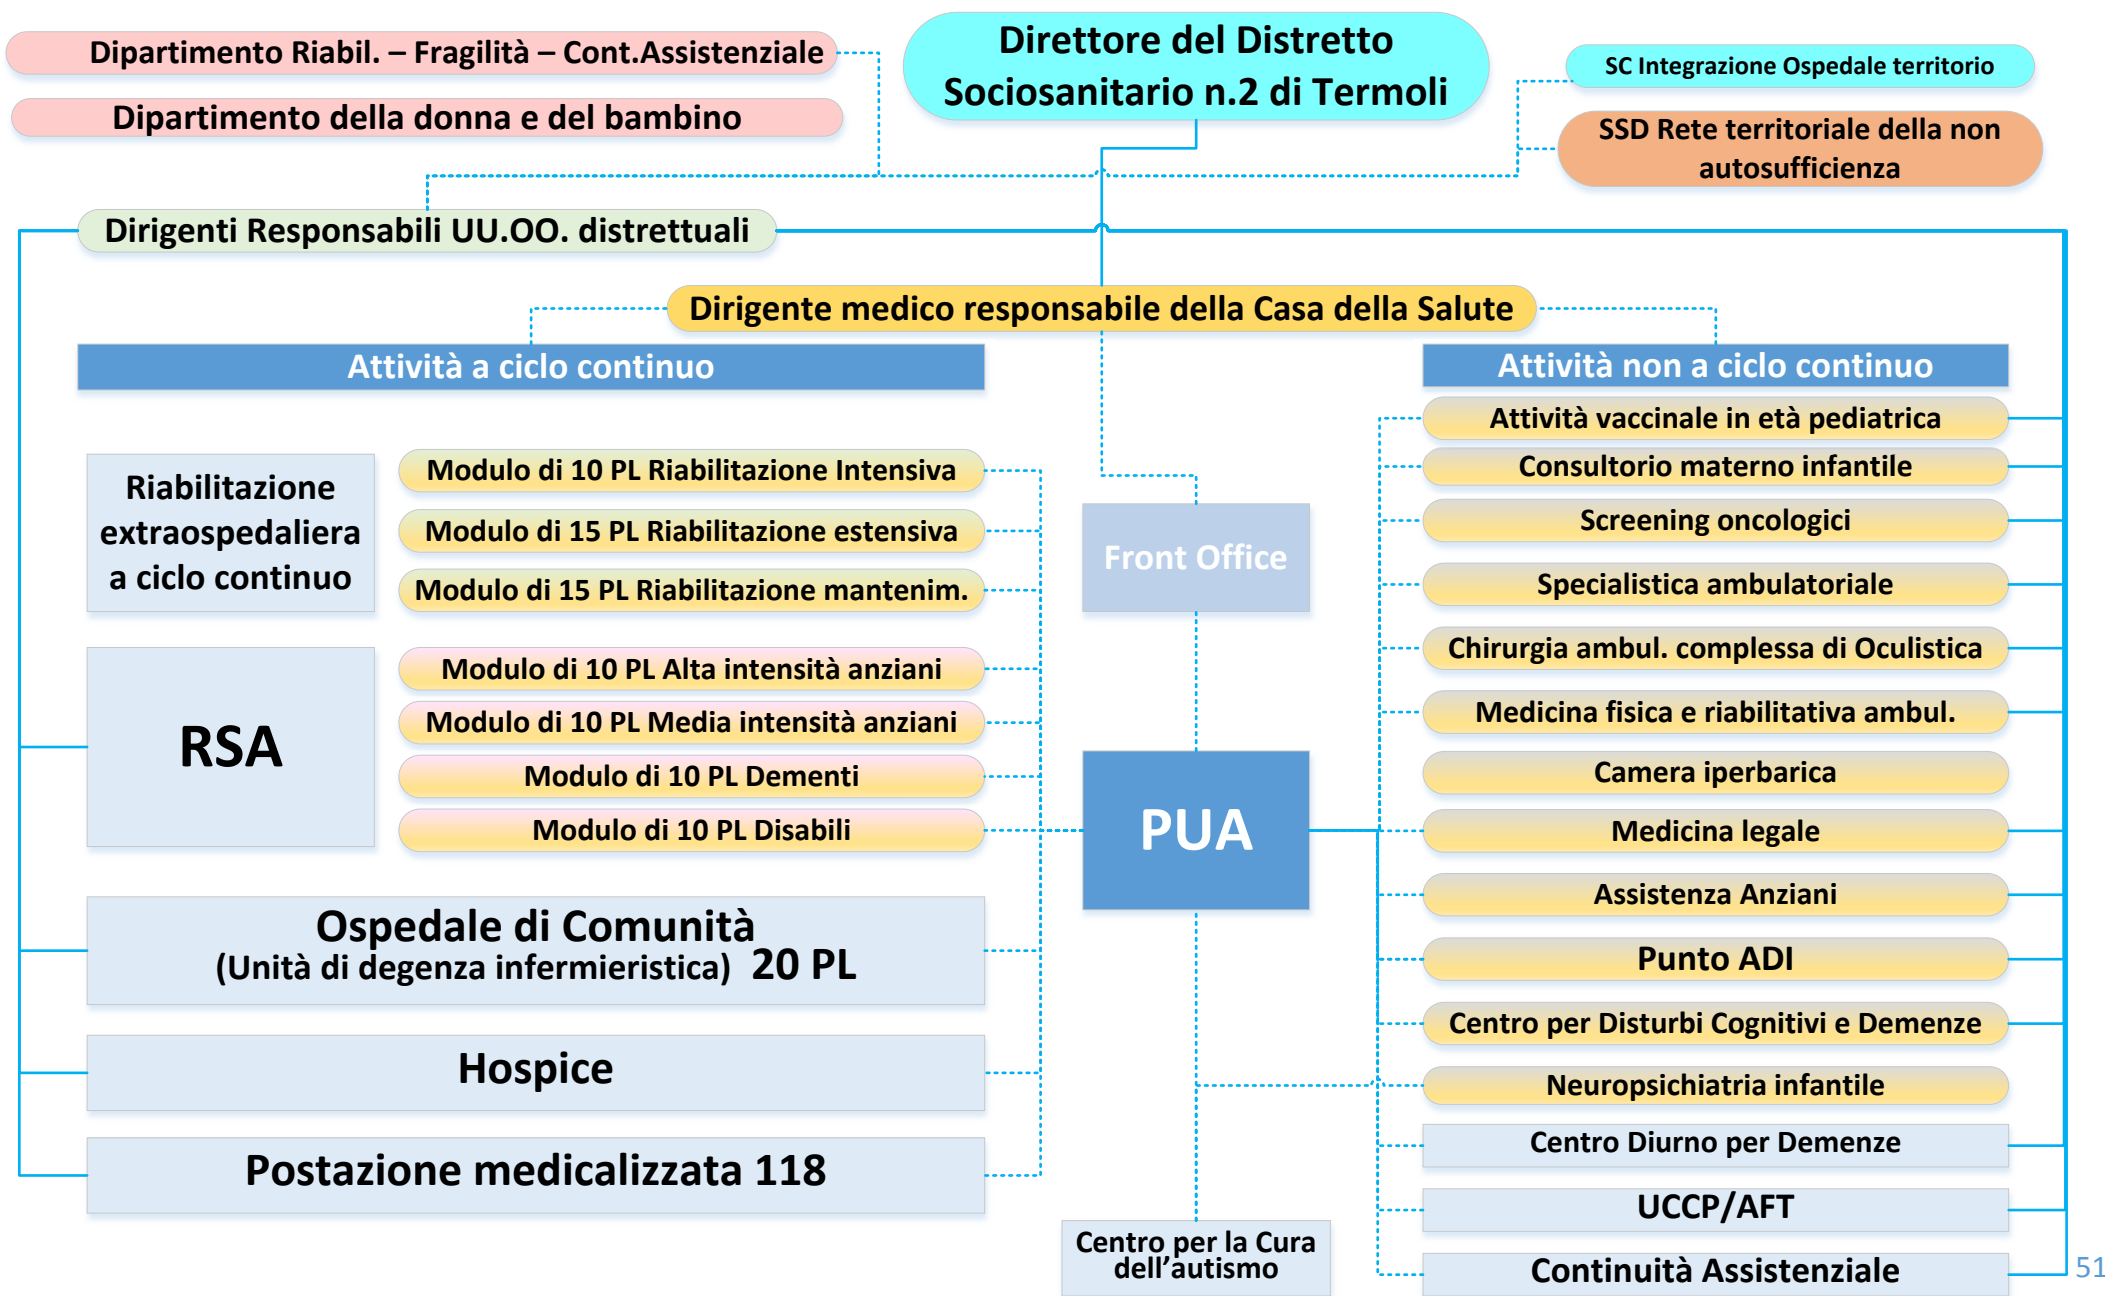 Dipartimento Riabil. – Fragilità – Cont.Assistenziale
Dipartimento della donna e del bambino
Direttore del Distretto
Sociosanitario n.2 di Termoli
SC Integrazione Ospedale territorio
SSD Rete territoriale della non
autosufficienza
Dirigenti Responsabili UU.OO. distrettuali
Dirigente medico responsabile della Casa della Salute
Attività a ciclo continuo
Riabilitazione
extraospedaliera
a ciclo continuo
Modulo di 10 PL Riabilitazione Intensiva
Modulo di 15 PL Riabilitazione estensiva
Modulo di 15 PL Riabilitazione mantenim.
RSA
Modulo di 10 PL Alta intensità anziani
Modulo di 10 PL Media intensità anziani
Modulo di 10 PL Dementi
Modulo di 10 PL Disabili
Ospedale di Comunità
(Unità di degenza infermieristica) 20 PL
Hospice
Postazione medicalizzata 118
Front Office
PUA
Centro per la Cura
dell'autismo
Attività non a ciclo continuo
Attività vaccinale in età pediatrica
Consultorio materno infantile
Screening oncologici
Specialistica ambulatoriale
Chirurgia ambul. complessa di Oculistica
Medicina fisica e riabilitativa ambul.
Camera iperbarica
Medicina legale
Assistenza Anziani
Punto ADI
Centro per Disturbi Cognitivi e Demenze
Neuropsichiatria infantile
Centro Diurno per Demenze
UCCP/AFT
Continuità Assistenziale
51